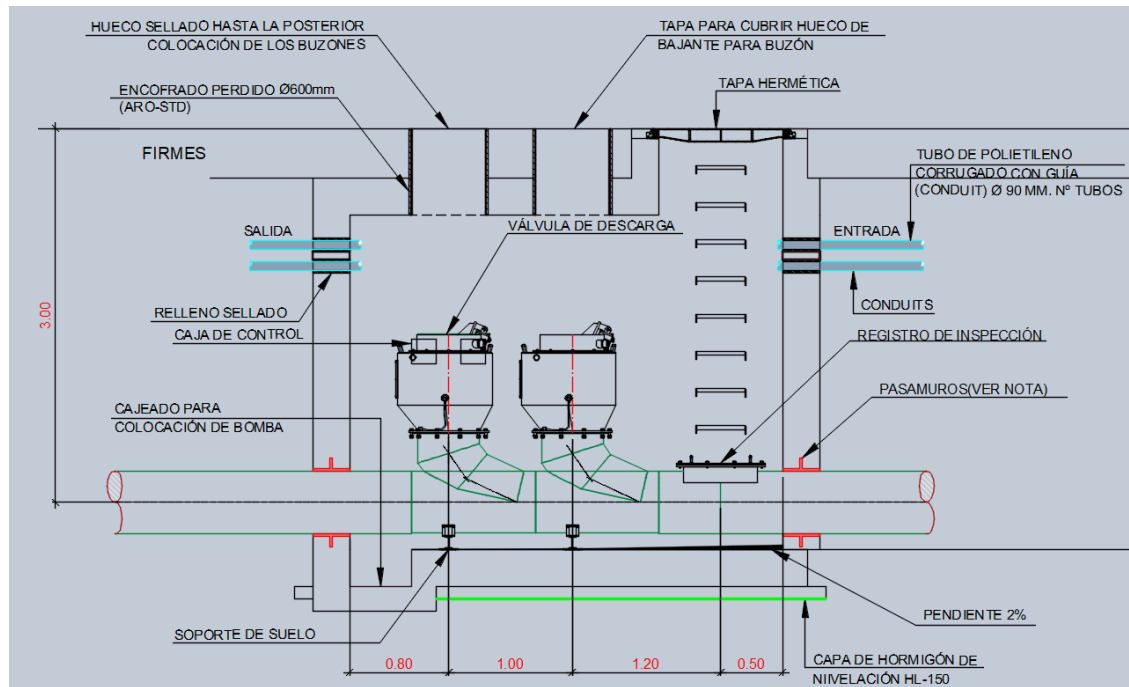 HUECO SELLADO HASTA LA POSTERIOR
COLOCACIÓN DE LOS BUZONES
TAPA PARA CUBRIR HUECO DE
BAJANTE PARA BUZÓN
ENCOFRADO PERDIDO Ø600mm
(ARO-STD)
TAPA HERMÉTICA
FIRMES
TUBO DE POLIETILENO
CORRUGADO CON GUÍA
(CONDUIT) Ø 90 MM. Nº TUBOS
SALIDA
VÁLVULA DE DESCARGA
ENTRADA
RELLENO SELLADO
CONDUITS
3.00
CAJA DE CONTROL
REGISTRO DE INSPECCIÓN
PASAMUROS(VER NOTA)
CAJEADO PARA
COLOCACIÓN DE BOMBA
SOPORTE DE SUELO
PENDIENTE 2%
0.80
1.00
1.20
0.50
CAPA DE HORMIGÓN DE
NIIVELACIÓN HL-150